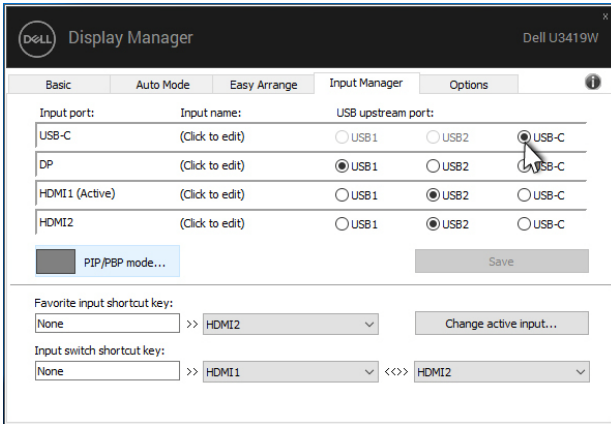 x
DELL Display Manager Dell U3419W
Basic Auto Mode Easy Arrange Input Manager Options i
Input port: Input name: USB upstream port:
USB-C (Click to edit) USB1 USB2 USB-C
DP (Click to edit) USB1 USB2 USB-C
HDMI1 (Active) (Click to edit) USB1 USB2 USB-C
HDMI2 (Click to edit) USB1 USB2 USB-C
PIP/PBP mode... Save
Favorite input shortcut key:
None >> HDMI2 Change active input...
Input switch shortcut key:
None >> HDMI1 <<>> HDMI2